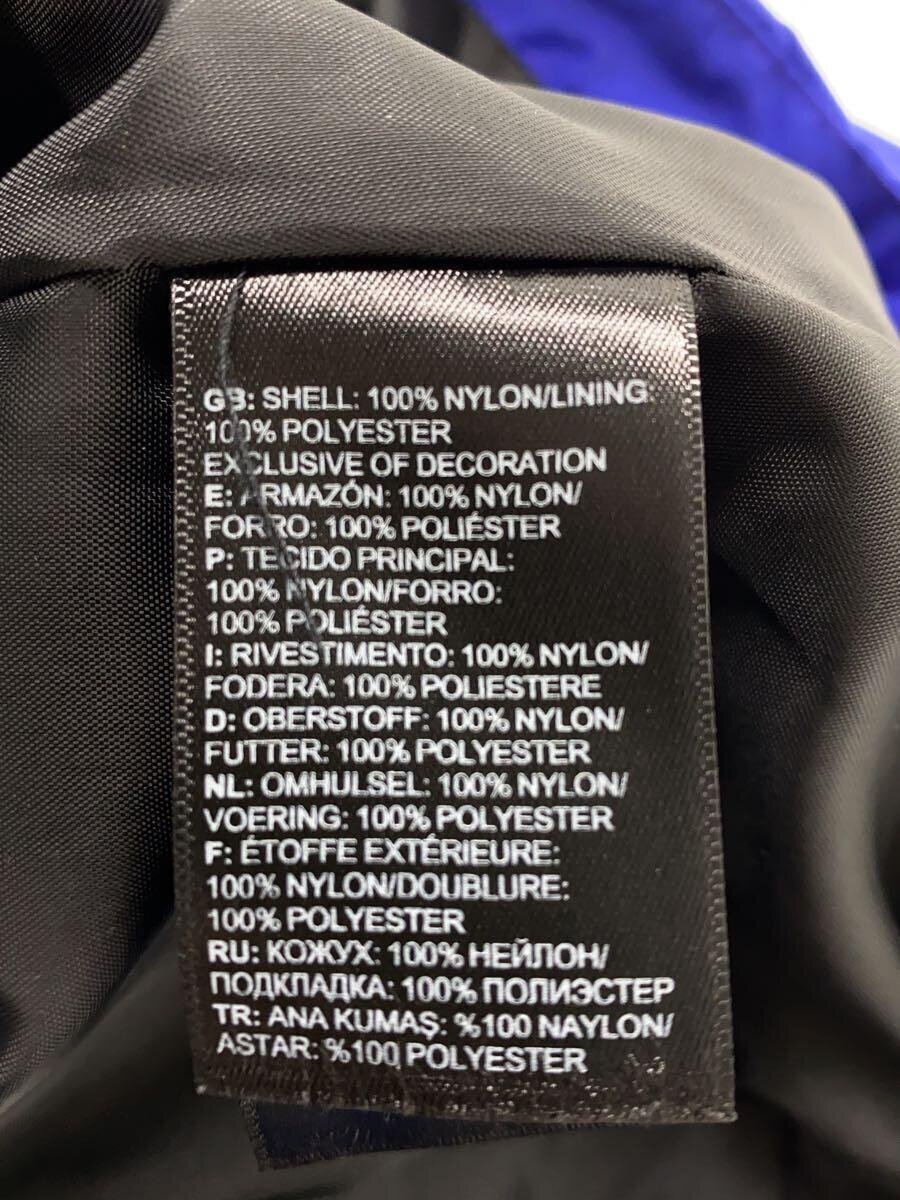 GB: SHELL: 100% NYLON/LINING
100% POLYESTER
EXCLUSIVE OF DECORATION
E: ARMAZÓN: 100% NYLON/
FORRO: 100% POLIÉSTER
P: TECIDO PRINCIPAL:
100% NYLON/FORRO:
100% POLIÉSTER
I: RIVESTIMENTO: 100% NYLON/
FODERA: 100% POLIESTERE
D: OBERSTOFF: 100% NYLON/
FUTTER: 100% POLYESTER
NL: OMHULSEL: 100% NYLON/
VOERING: 100% POLYESTER
F: ÉTOFFE EXTÉRIEURE:
100% NYLON/DOUBLURE:
100% POLYESTER
RU: КОЖУХ: 100% НЕЙЛОН/
ПОДКЛАДКА: 100% ПОЛИЭСТЕР
TR: ANA KUMAŞ: %100 NAYLON/
ASTAR: %100 POLYESTER